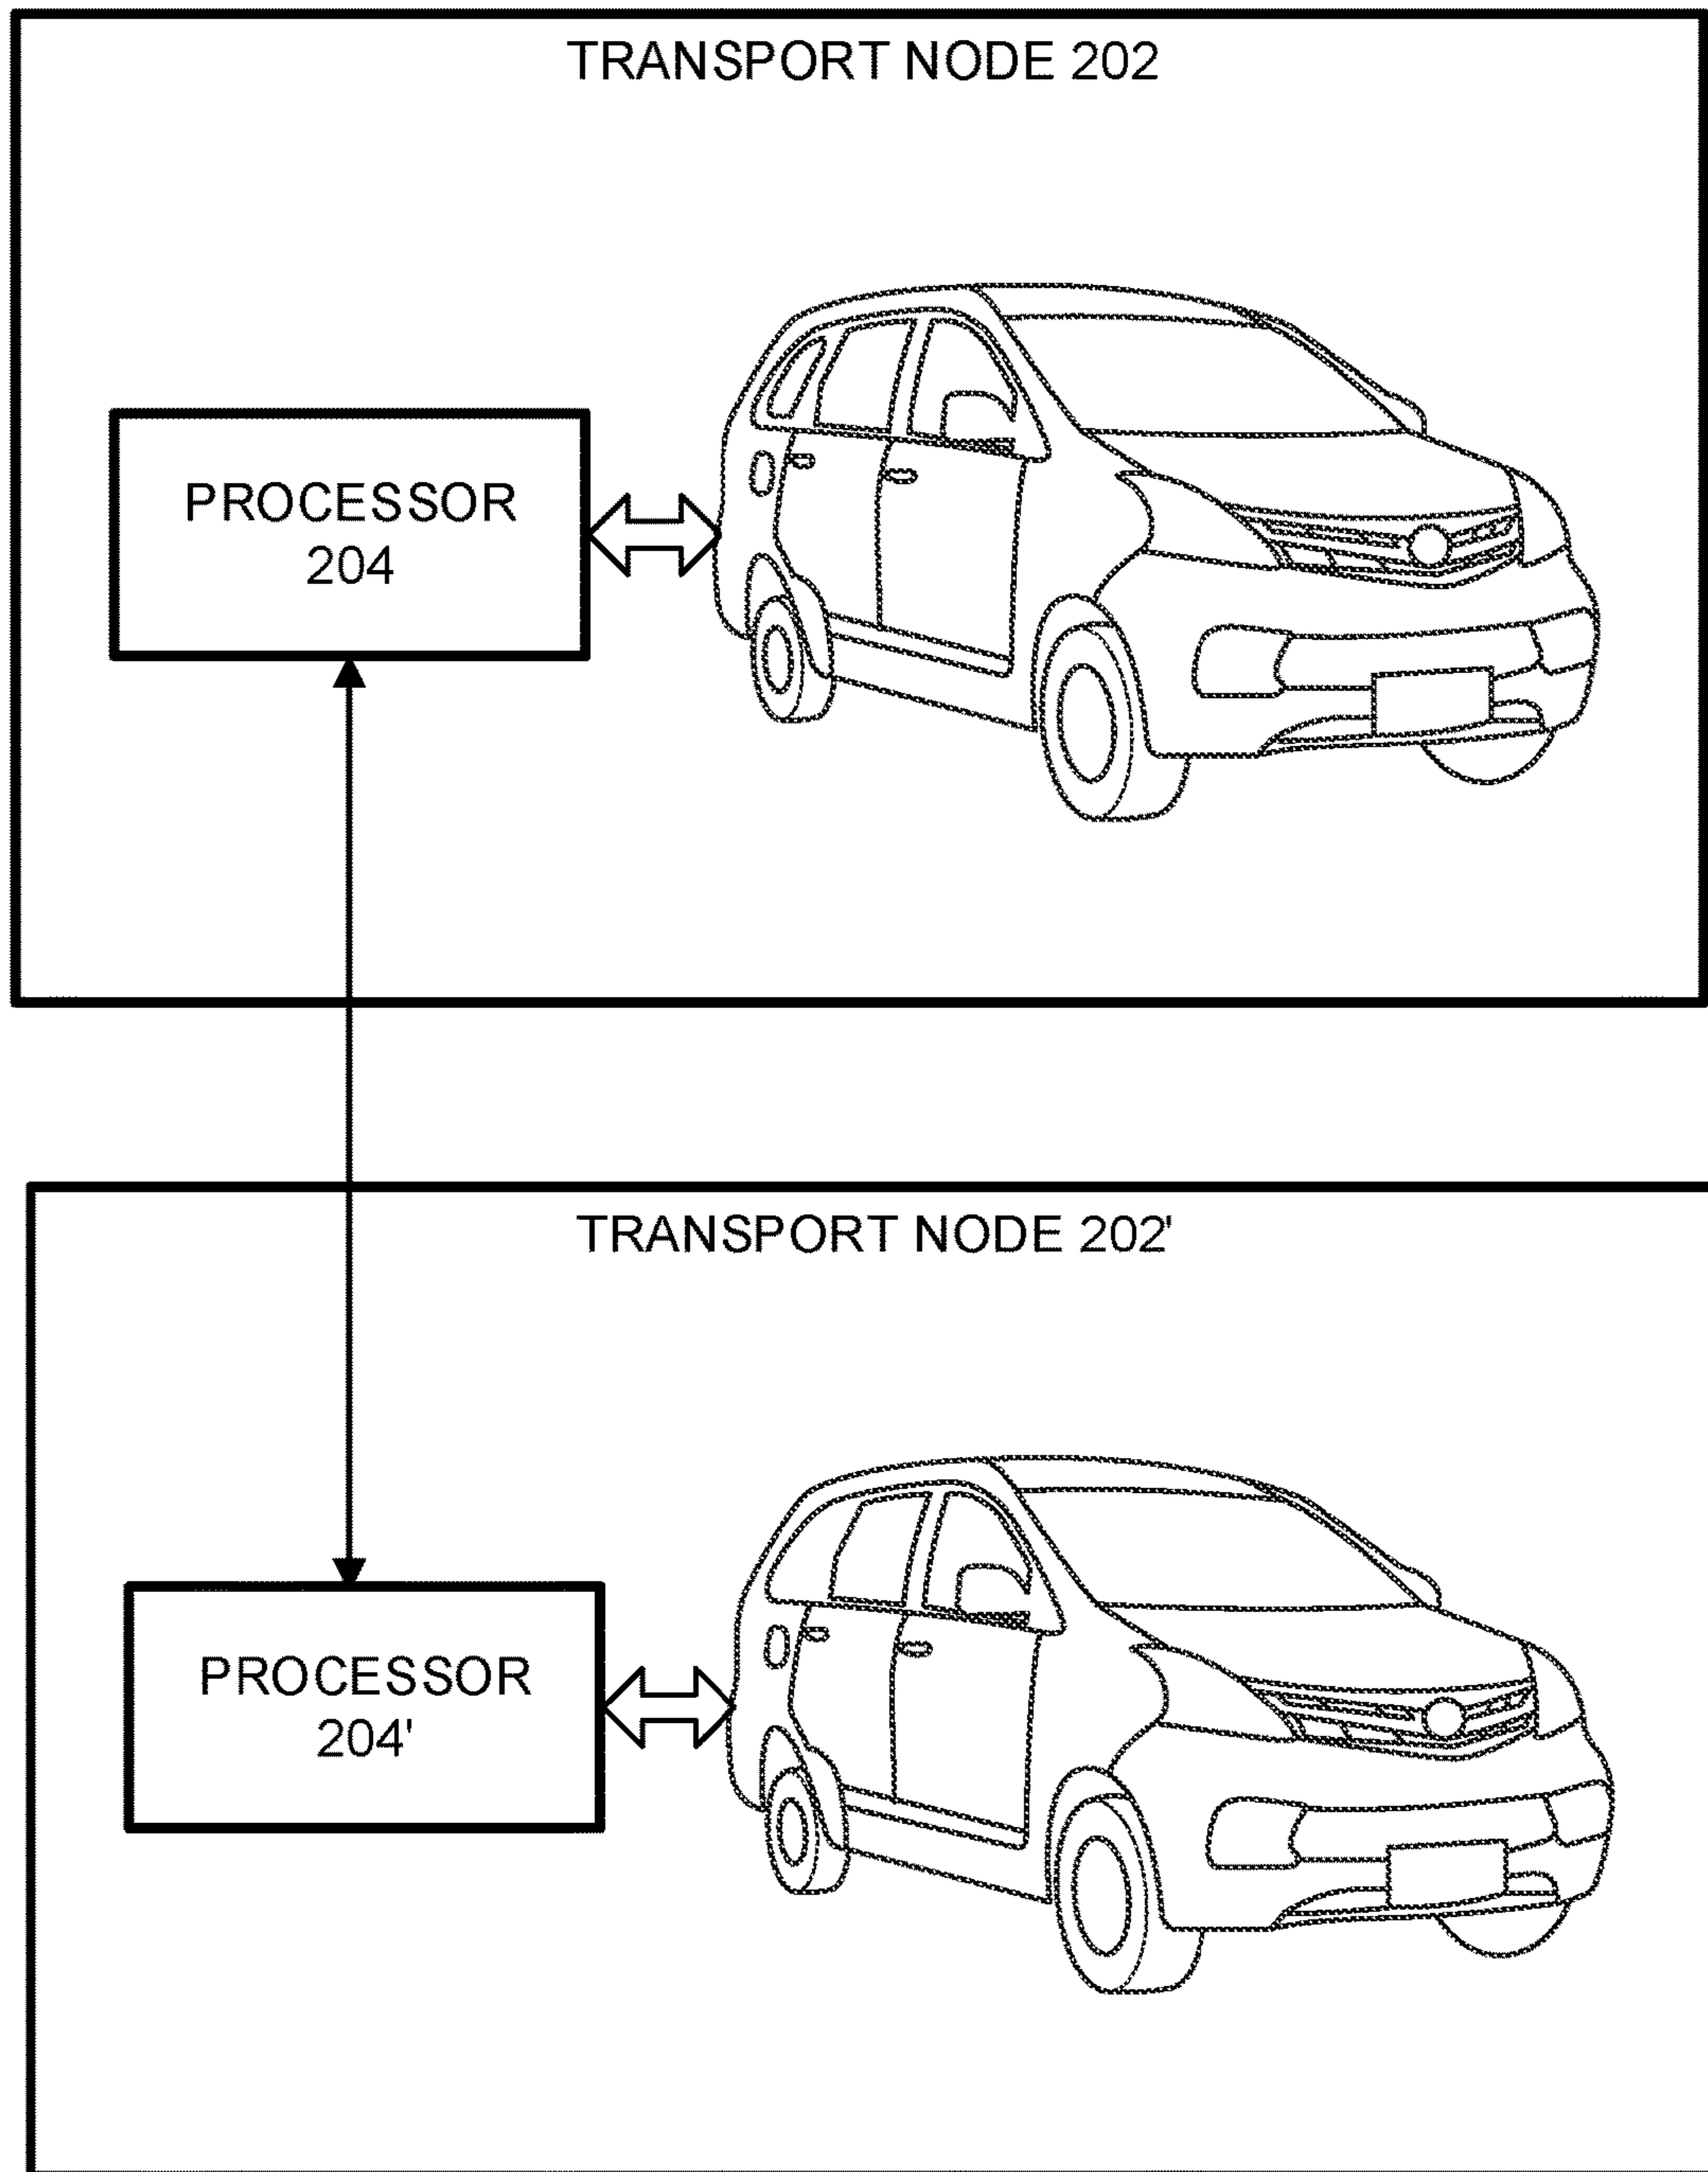 TRANSPORT NODE 202
PROCESSOR
204
TRANSPORT NODE 202'
PROCESSOR
204'